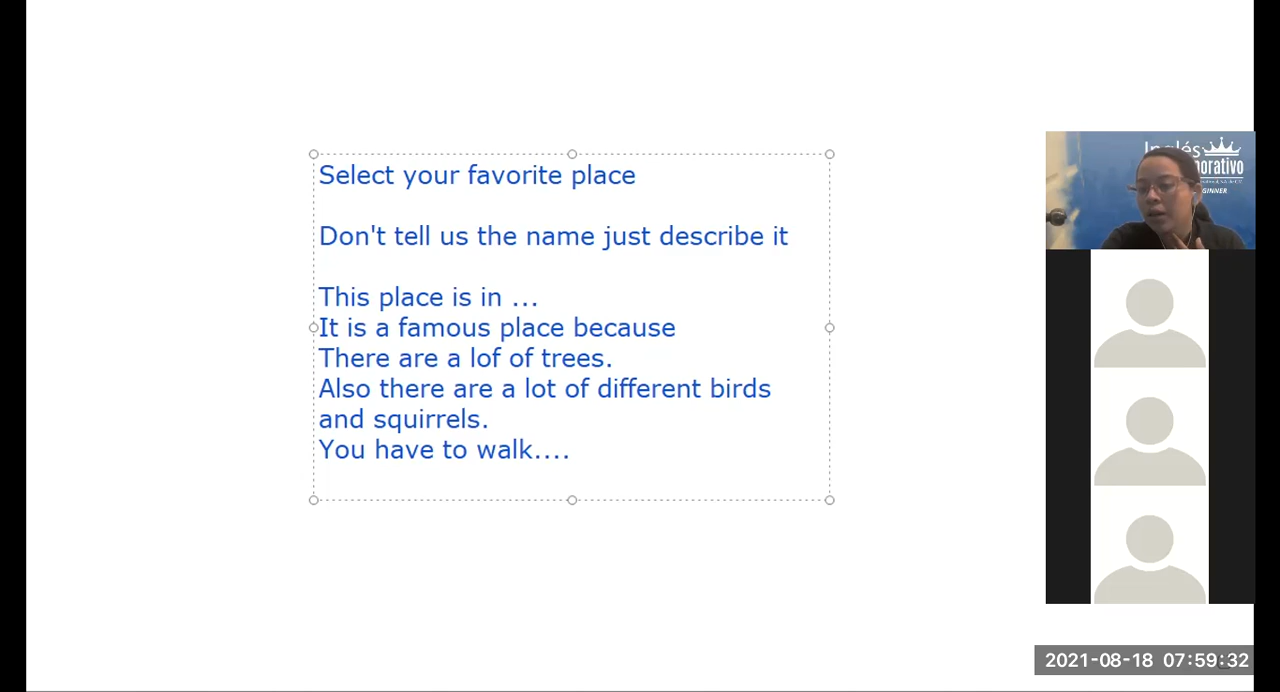 Select your favorite place
Don't tell us the name just describe it
This place is in ...
It is a famous place because
There are a lof of trees.
Also there are a lot of different birds
and squirrels.
You have to walk....
Inglés
GINNER
2021-08-18 07:59:32